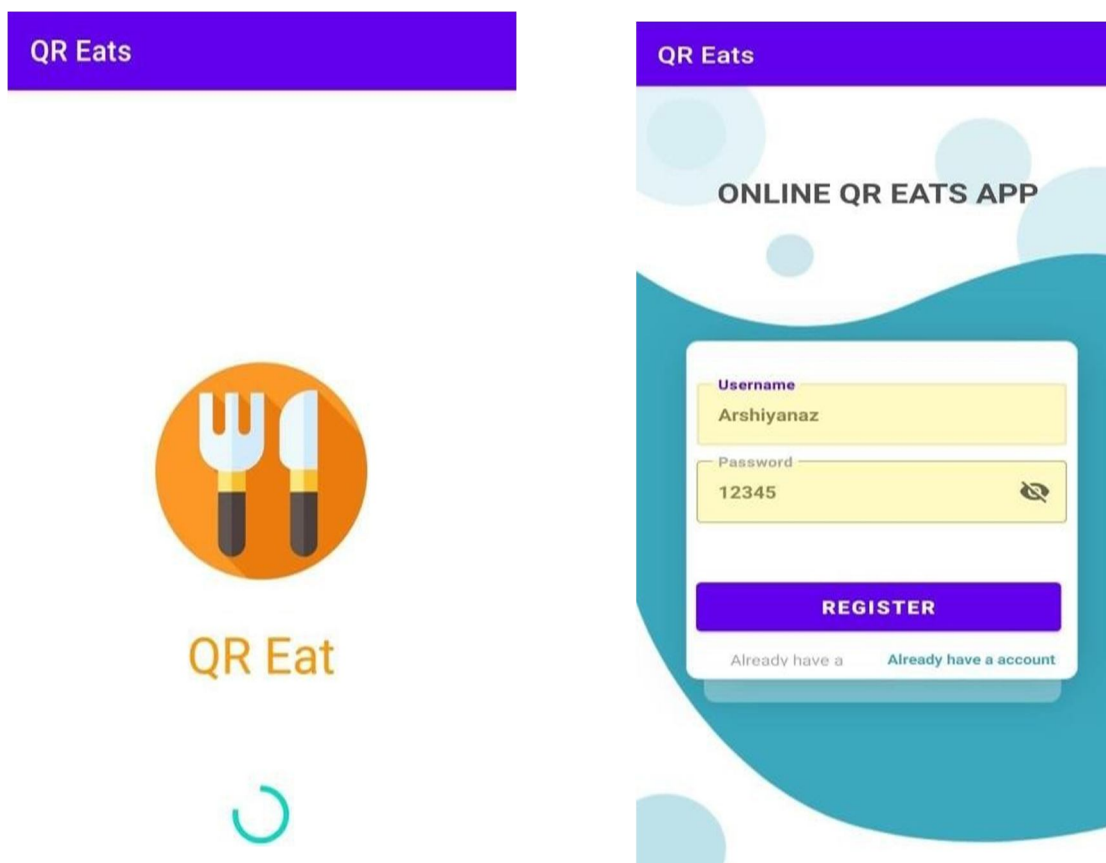 QR Eats
QR Eat
QR Eats
ONLINE QR EATS APP
Username
Arshiyanaz
Password
12345
REGISTER
Already have a
Already have a account